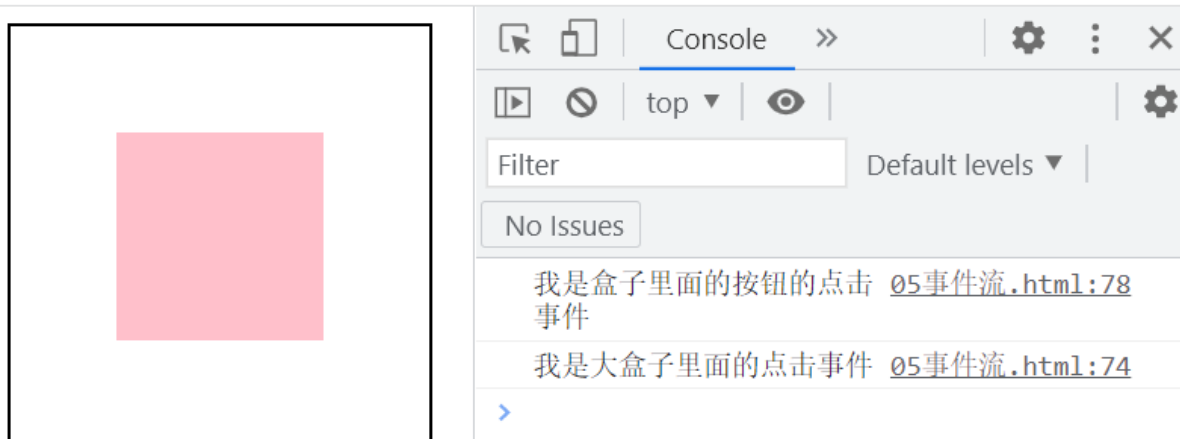 Console
top
Filter
Default levels
No Issues
我是盒子里面的按钮的点击 05事件流.html:78
事件
我是大盒子里面的点击事件 05事件流.html:74